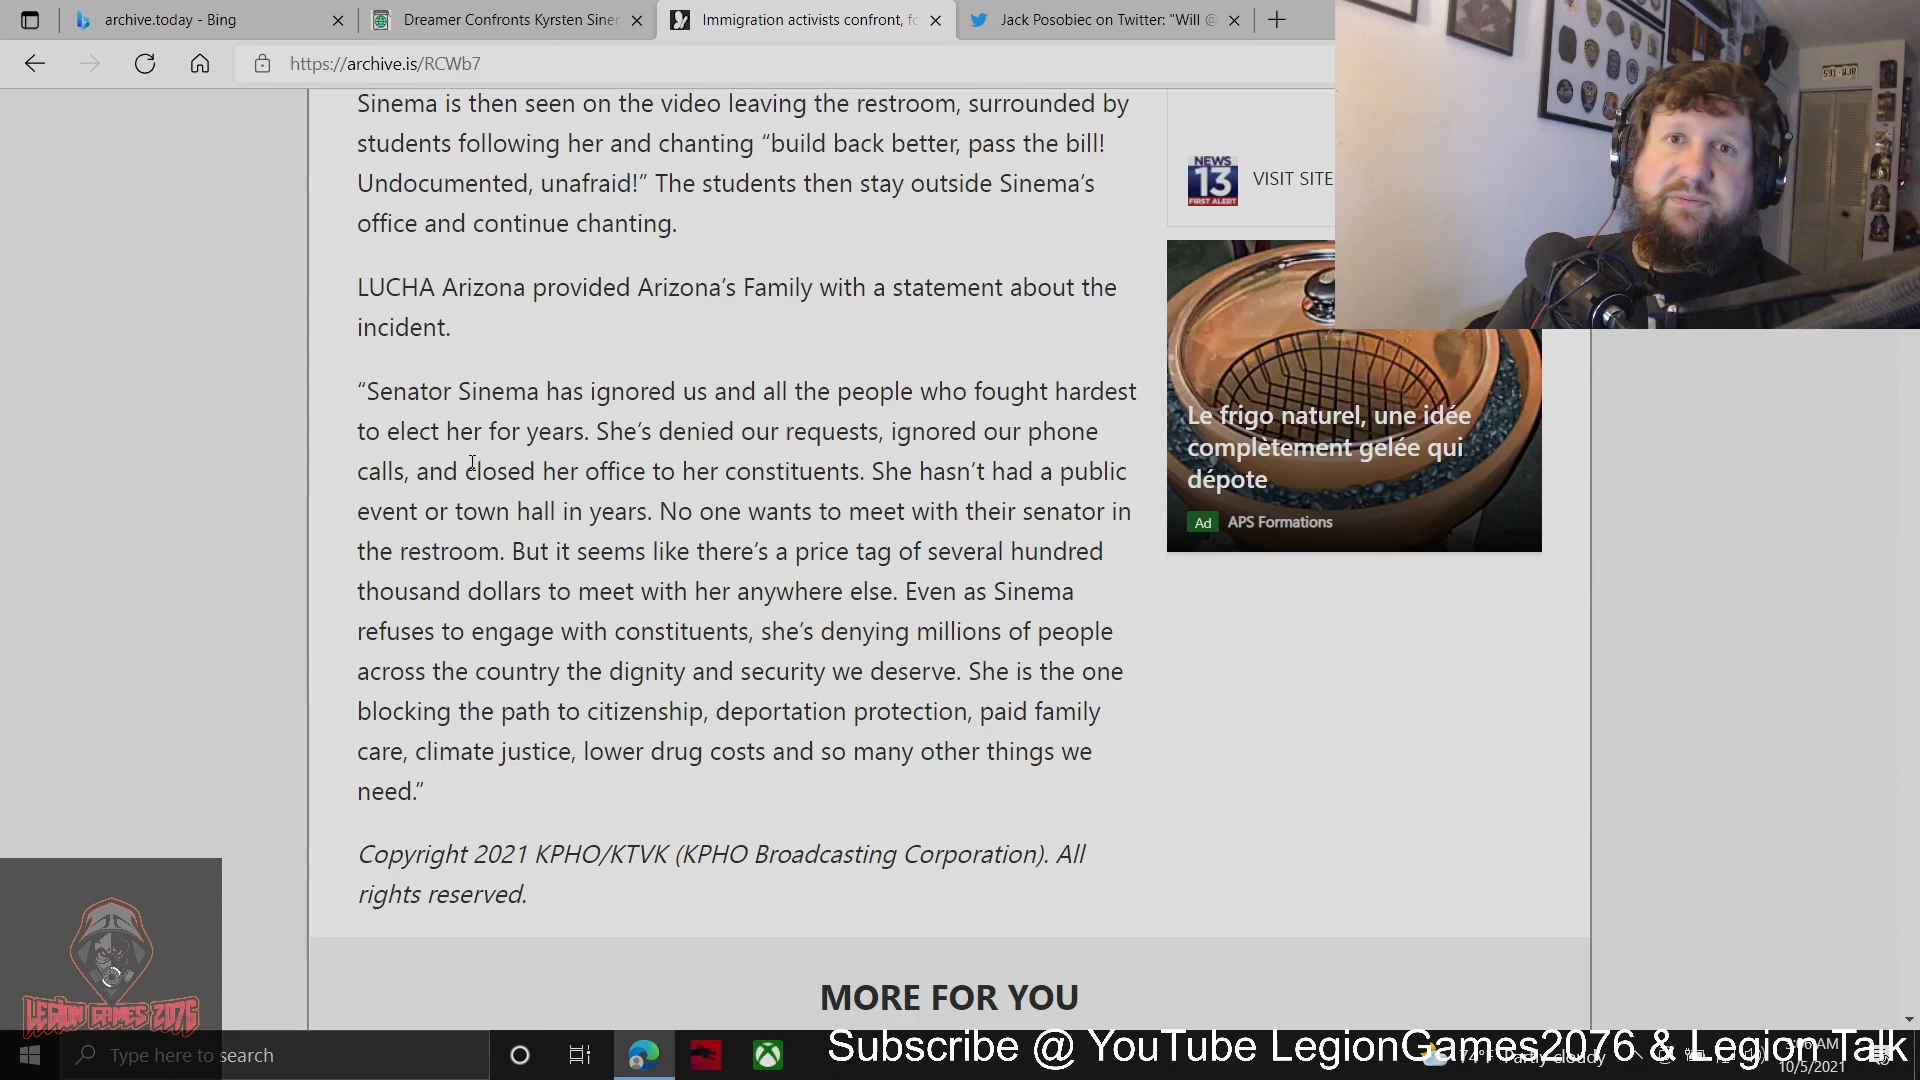 archive.today - Bing
Dreamer Confronts Kyrsten Siner
Immigration activists confront, fo
Jack Posobiec on Twitter: "Will @
https://archive.is/RCWb7
Sinema is then seen on the video leaving the restroom, surrounded by
students following her and chanting “build back better, pass the bill!
Undocumented, unafraid!” The students then stay outside Sinema’s
office and continue chanting.
LUCHA Arizona provided Arizona’s Family with a statement about the
incident.
“Senator Sinema has ignored us and all the people who fought hardest
to elect her for years. She’s denied our requests, ignored our phone
calls, and closed her office to her constituents. She hasn’t had a public
event or town hall in years. No one wants to meet with their senator in
the restroom. But it seems like there’s a price tag of several hundred
thousand dollars to meet with her anywhere else. Even as Sinema
refuses to engage with constituents, she’s denying millions of people
across the country the dignity and security we deserve. She is the one
blocking the path to citizenship, deportation protection, paid family
care, climate justice, lower drug costs and so many other things we
need.”
Copyright 2021 KPHO/KTVK (KPHO Broadcasting Corporation). All
rights reserved.
NEWS
13
FIRST ALERT
VISIT SITE
Le frigo naturel, une idée
complètement gelée qui
dépote
Ad APS Formations
MORE FOR YOU
LEGION GAMES 2076
Type here to search
Subscribe @ YouTube LegionGames2076 & Legion Talk
74°F Partly cloudy
3:06 AM
10/5/2021